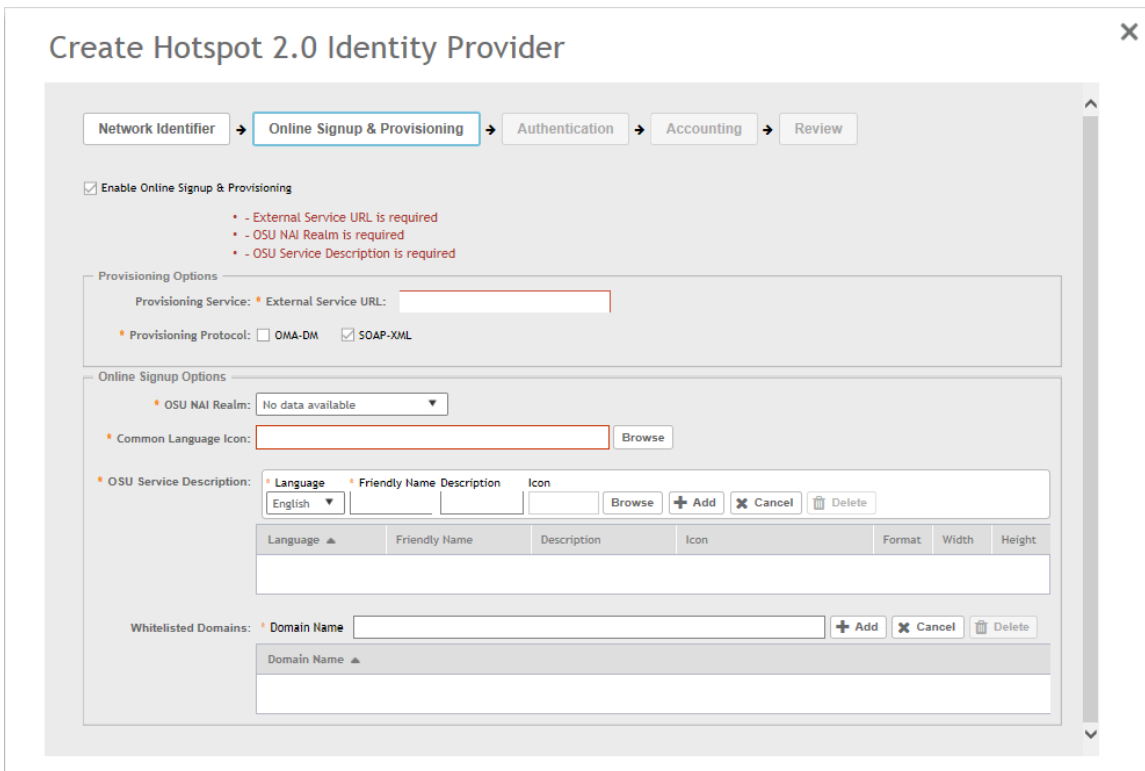 Create Hotspot 2.0 Identity Provider
Network Identifier → Online Signup & Provisioning → Authentication → Accounting → Review
Enable Online Signup & Provisioning
• - External Service URL is required
• - OSU NAI Realm is required
• - OSU Service Description is required
Provisioning Options
Provisioning Service: * External Service URL:
* Provisioning Protocol: OMA-DM SOAP-XML
Online Signup Options
* OSU NAI Realm: No data available
* Common Language Icon: Browse
* OSU Service Description: * Language * Friendly Name Description Icon
English Browse Add Cancel Delete
Language Friendly Name Description Icon Format Width Height
Whitelisted Domains: * Domain Name Add Cancel Delete
Domain Name